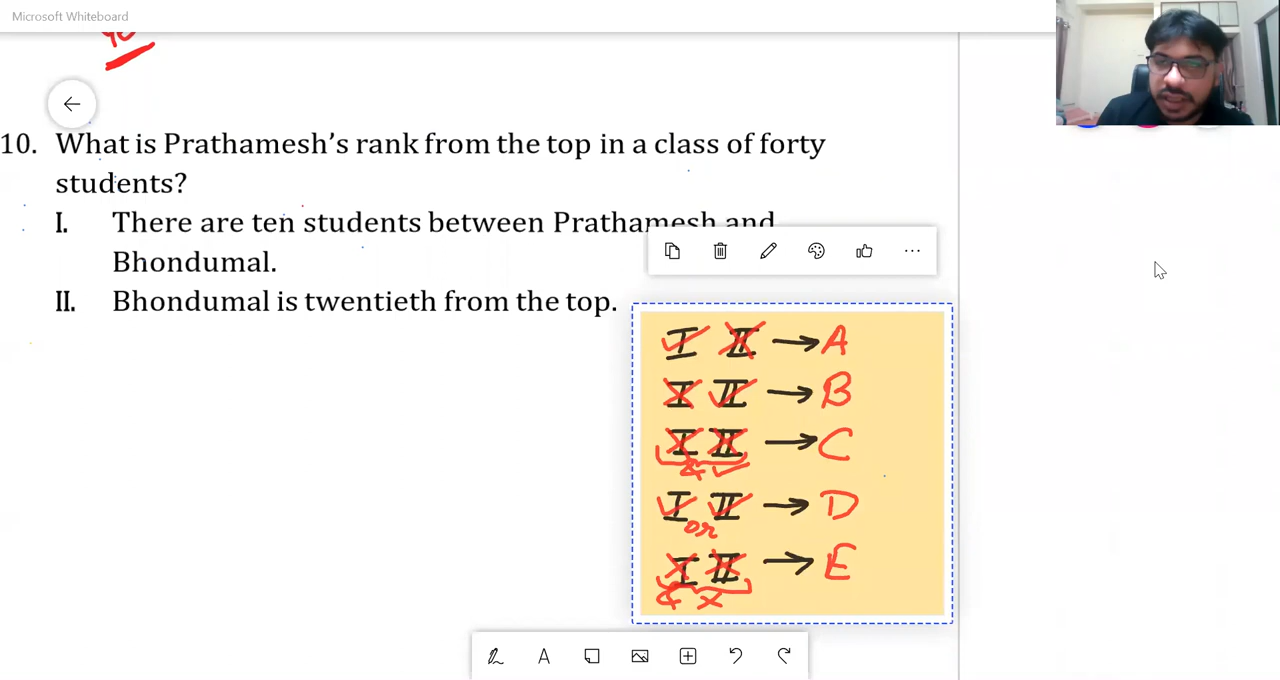 Microsoft Whiteboard
10. What is Prathamesh's rank from the top in a class of forty
students?
I. There are ten students between Prathamesh and
Bhondumal.
II. Bhondumal is twentieth from the top.
I II → A
I II → B
I II → C
&
I II → D
or
I II → E
& X